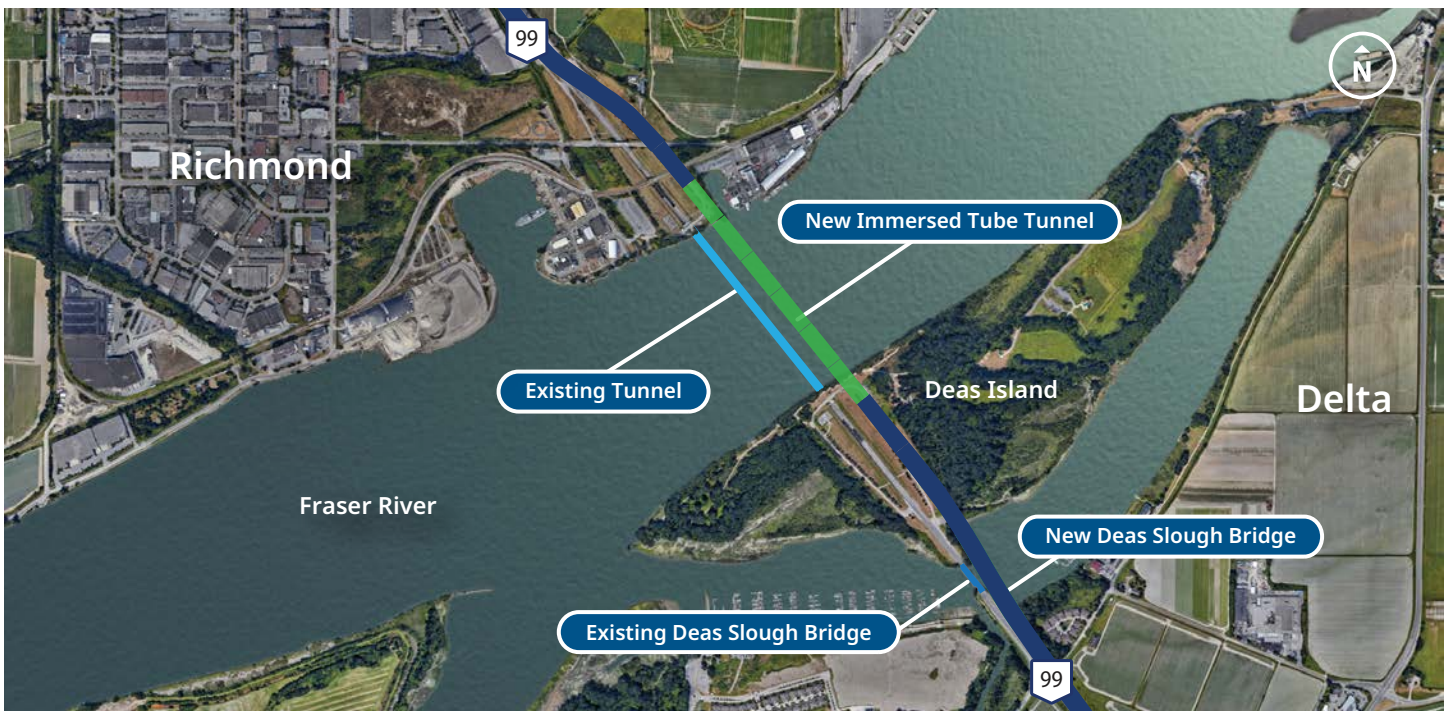 99
N
Richmond
New Immersed Tube Tunnel
Existing Tunnel
Deas Island
Delta
Fraser River
New Deas Slough Bridge
Existing Deas Slough Bridge
99